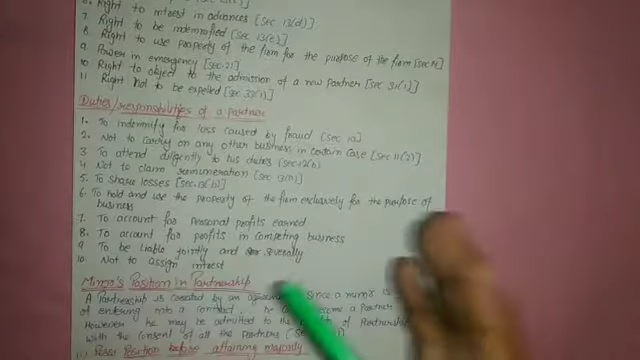 6. Right to interest in advances [Sec 13(d)]
7. Right to be indemnified [Sec 13(e)]
8. Right to use property of the firm for the purpose of the firm [Sec
9. Power in emergency [Sec-21]
10 Right to object to the admission of a new partner [Sec 31(1)]
11 Right not to be expelled [Sec 33(1)]
Duties/responsibilities of a partner
1. To indemnify for loss caused by fraud [Sec 10]
2. Not to carry on any other business in certain case [Sec 11(2)]
3 To attend diligently to his duties (Sec-12(b)
4 Not to claim remuneration [Sec 13(a)]
5. To share losses [Sec. 13(b)]
6. To hold and use the property of the firm exclusively for the purpose of
business
7. To account for personal profits earned
8. To account for profits in competing business
9 To be liable jointly and severally
10 Not to assign intrest
Minor's Position in Partnership
A Partnership is created by an Since a minor is
of entering into a contract, become a Partner
However he may be admitted to the of Partnership
with the consent of all the Partners
Position before attaining majority